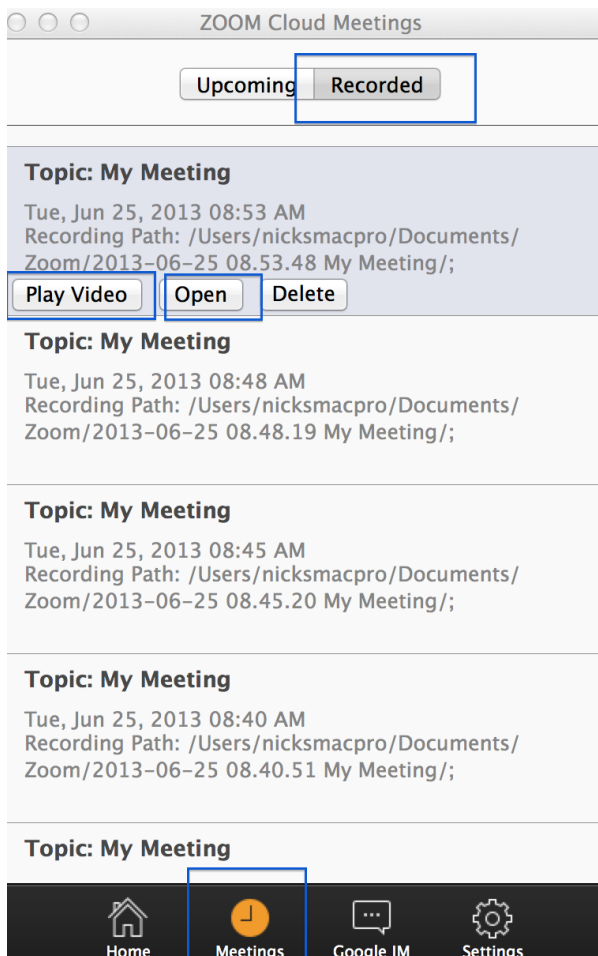 ZOOM Cloud Meetings
Upcoming Recorded
Topic: My Meeting
Tue, Jun 25, 2013 08:53 AM
Recording Path: /Users/nicksmacpro/Documents/
Zoom/2013-06-25 08.53.48 My Meeting/;
Play Video Open Delete
Topic: My Meeting
Tue, Jun 25, 2013 08:48 AM
Recording Path: /Users/nicksmacpro/Documents/
Zoom/2013-06-25 08.48.19 My Meeting/;
Topic: My Meeting
Tue, Jun 25, 2013 08:45 AM
Recording Path: /Users/nicksmacpro/Documents/
Zoom/2013-06-25 08.45.20 My Meeting/;
Topic: My Meeting
Tue, Jun 25, 2013 08:40 AM
Recording Path: /Users/nicksmacpro/Documents/
Zoom/2013-06-25 08.40.51 My Meeting/;
Topic: My Meeting
Home Meetings Google IM Settings